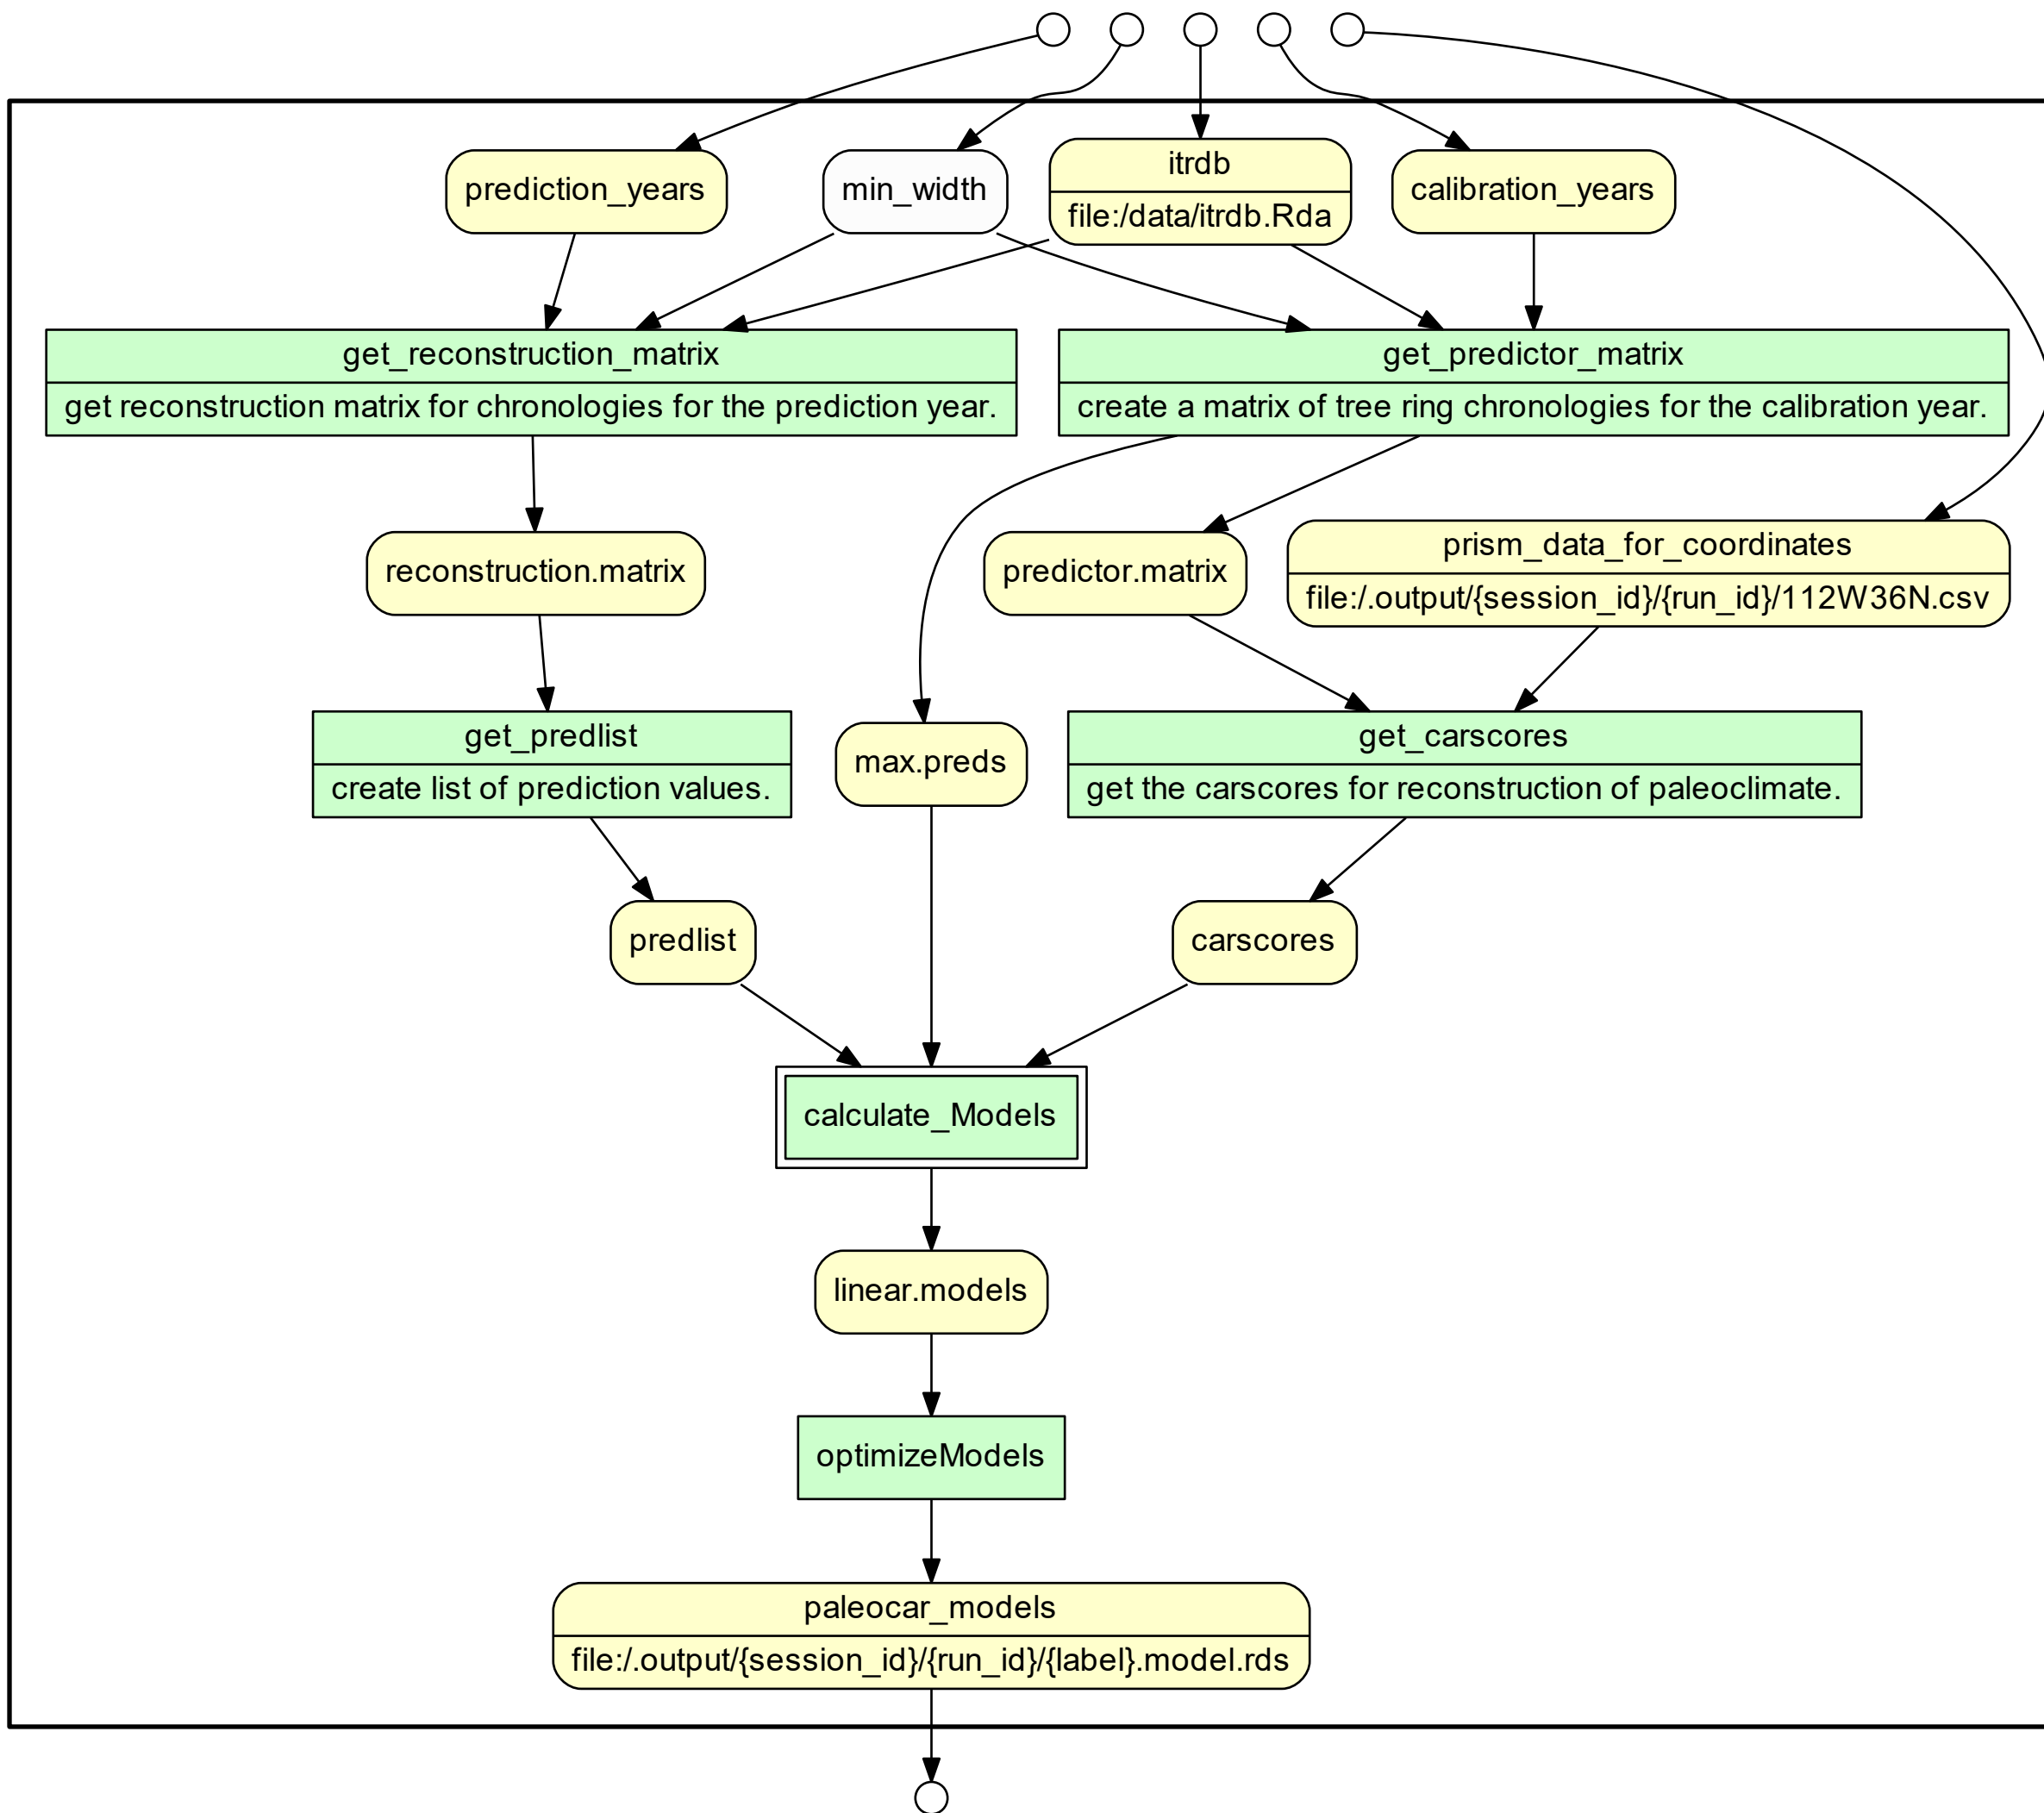 prediction_years
min_width
itrdb
file:/data/itrdb.Rda
calibration_years
get_reconstruction_matrix
get reconstruction matrix for chronologies for the prediction year.
get_predictor_matrix
create a matrix of tree ring chronologies for the calibration year.
reconstruction.matrix
predictor.matrix
prism_data_for_coordinates
file:/.output/{session_id}/{run_id}/112W36N.csv
get_predlist
create list of prediction values.
max.preds
get_carscores
get the carscores for reconstruction of paleoclimate.
predlist
carscores
calculate_Models
linear.models
optimizeModels
paleocar_models
file:/.output/{session_id}/{run_id}/{label}.model.rds